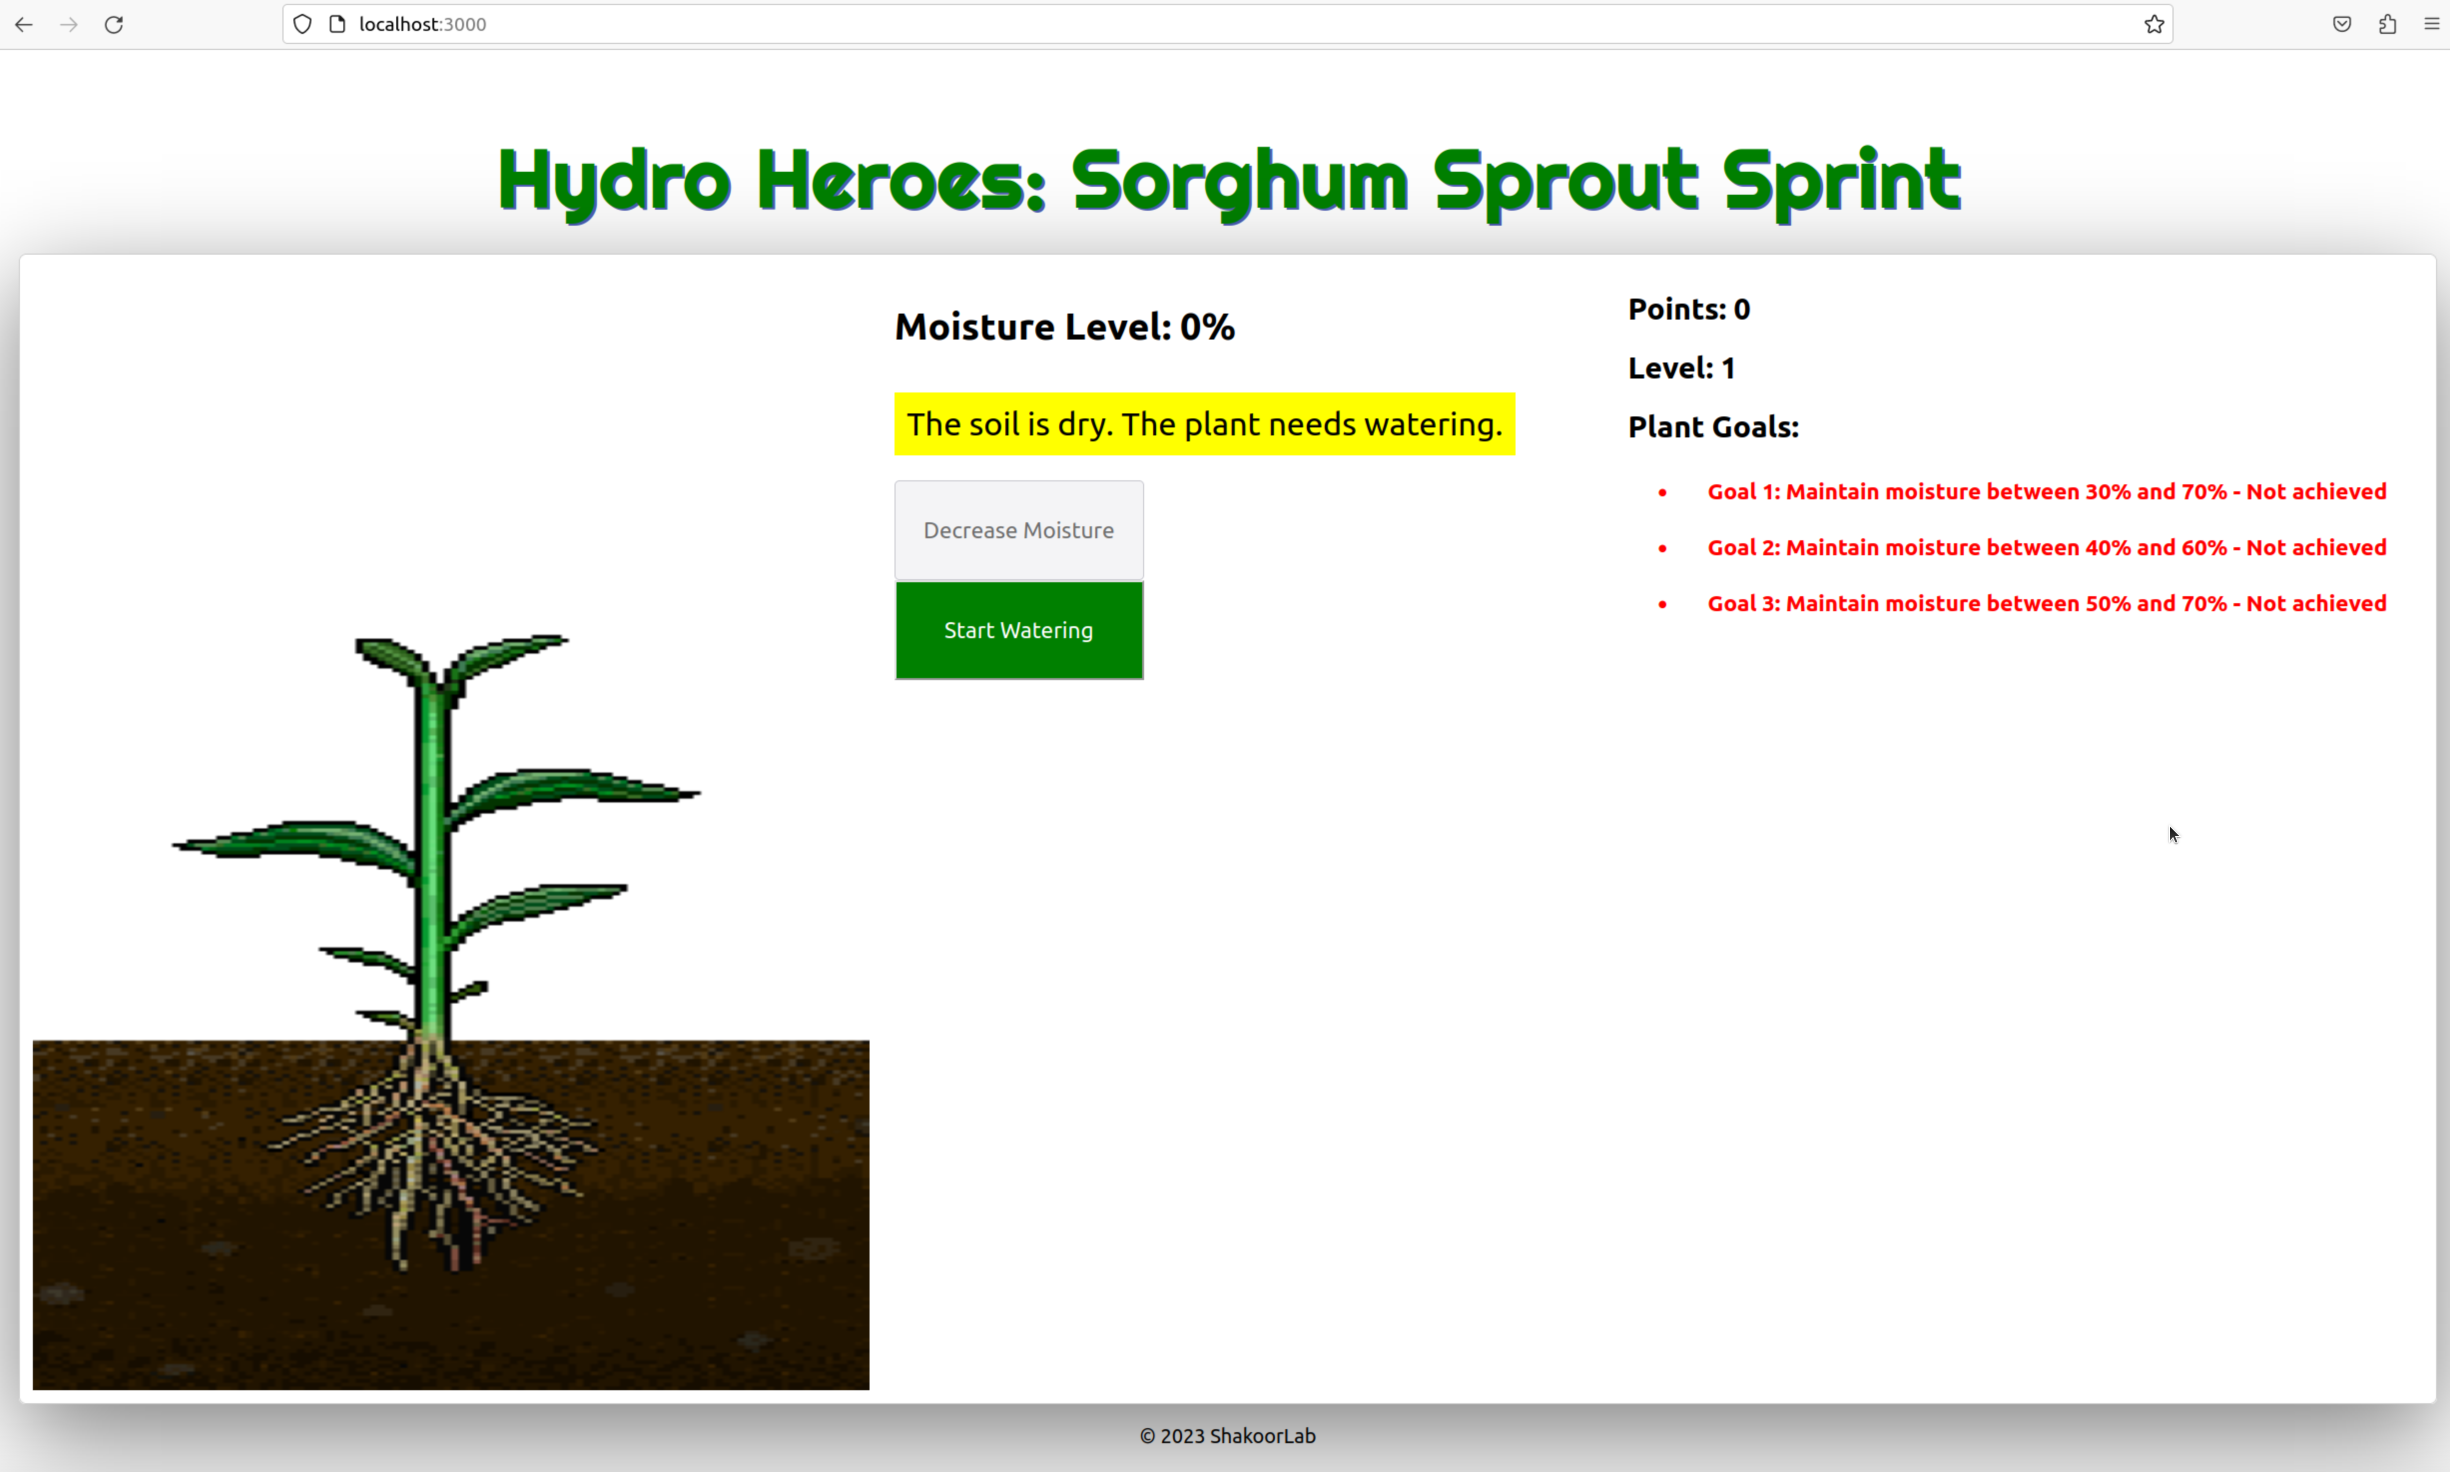 localhost:3000
Hydro Heroes: Sorghum Sprout Sprint
Moisture Level: 0%
The soil is dry. The plant needs watering.
Decrease Moisture
Start Watering
Points: 0
Level: 1
Plant Goals:
• Goal 1: Maintain moisture between 30% and 70% - Not achieved
• Goal 2: Maintain moisture between 40% and 60% - Not achieved
• Goal 3: Maintain moisture between 50% and 70% - Not achieved
© 2023 ShakoorLab